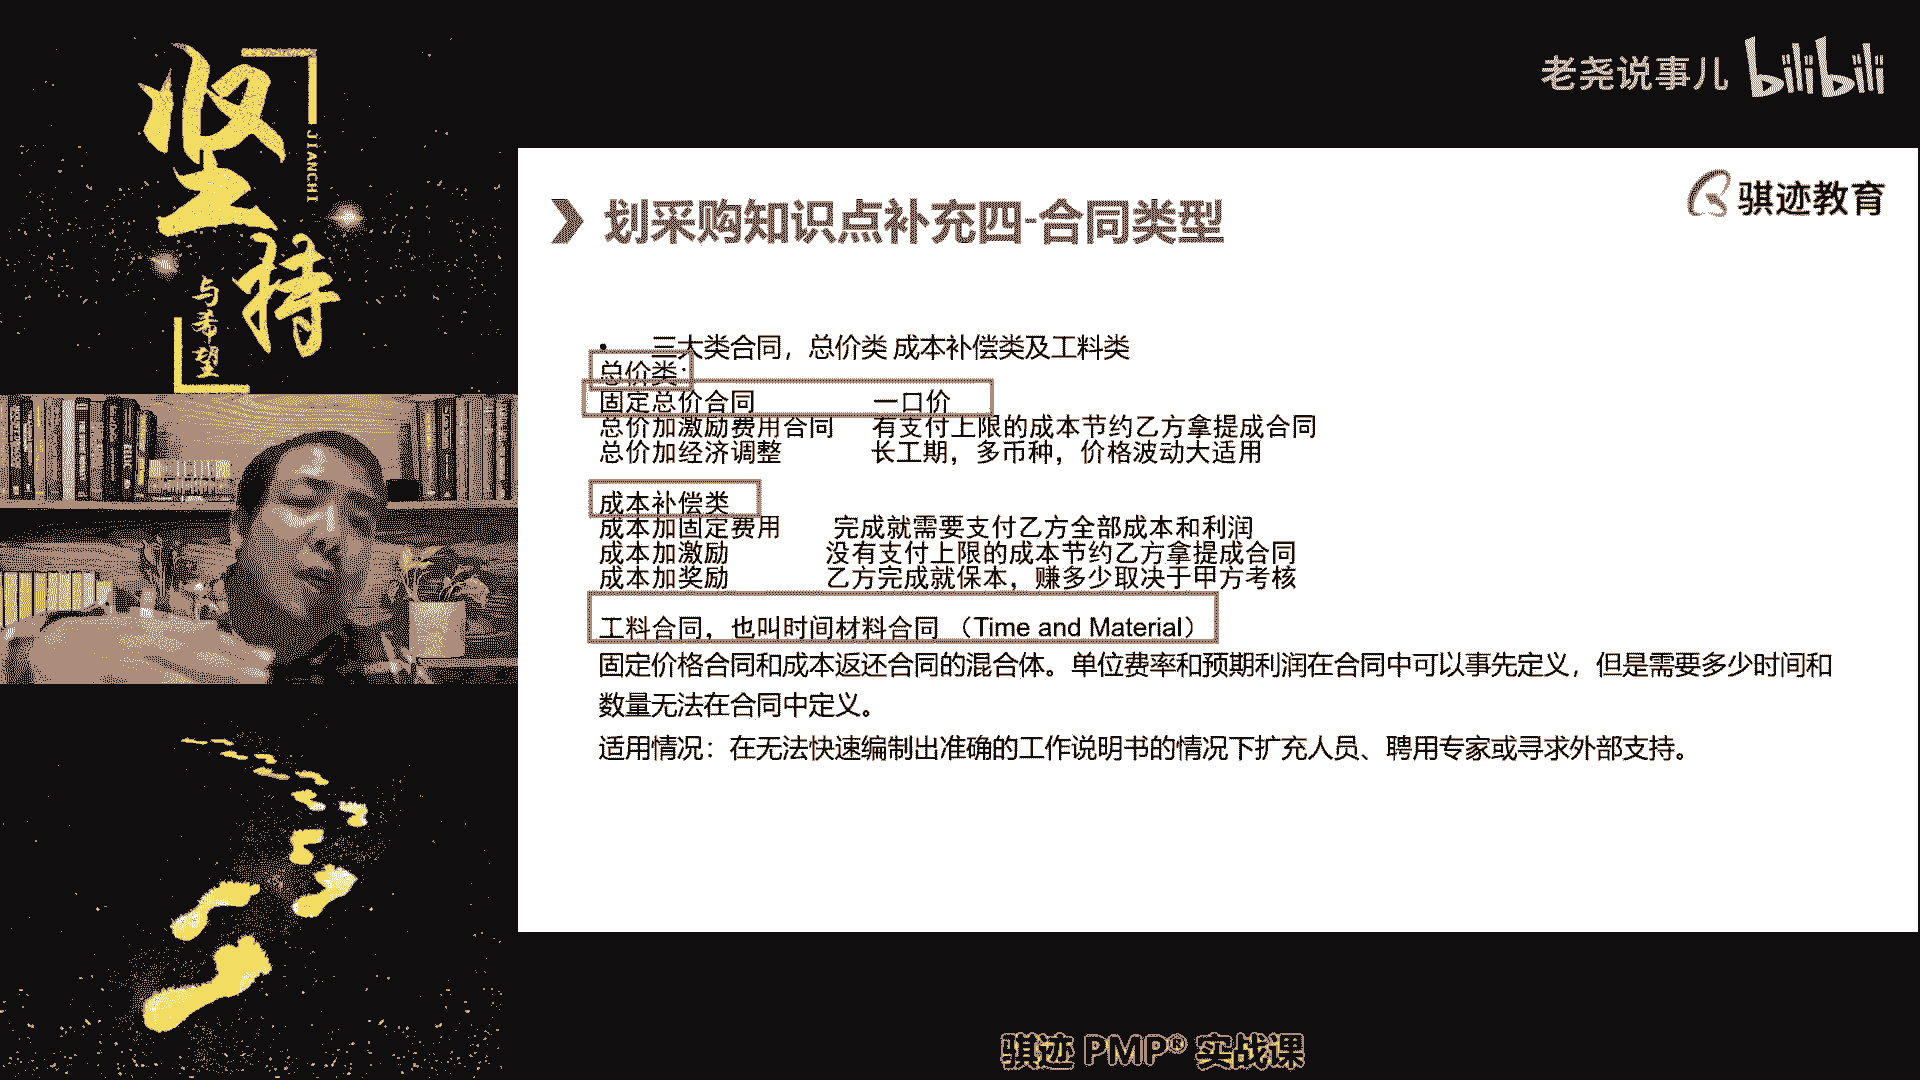 坚持
JIANCHI
与希望
老尧说事儿 bilibili
骐迹教育
划采购知识点补充四-合同类型
• 三大类合同，总价类 成本补偿类及工料类
总价类：
固定总价合同 一口价
总价加激励费用合同 有支付上限的成本节约乙方拿提成合同
总价加经济调整 长工期，多币种，价格波动大适用
成本补偿类
成本加固定费用 完成就需要支付乙方全部成本和利润
成本加激励 没有支付上限的成本节约乙方拿提成合同
成本加奖励 乙方完成就保本，赚多少取决于甲方考核
工料合同，也叫时间材料合同 （Time and Material）
固定价格合同和成本返还合同的混合体。单位费率和预期利润在合同中可以事先定义，但是需要多少时间和
数量无法在合同中定义。
适用情况：在无法快速编制出准确的工作说明书的情况下扩充人员、聘用专家或寻求外部支持。
骐迹 PMP® 实战课